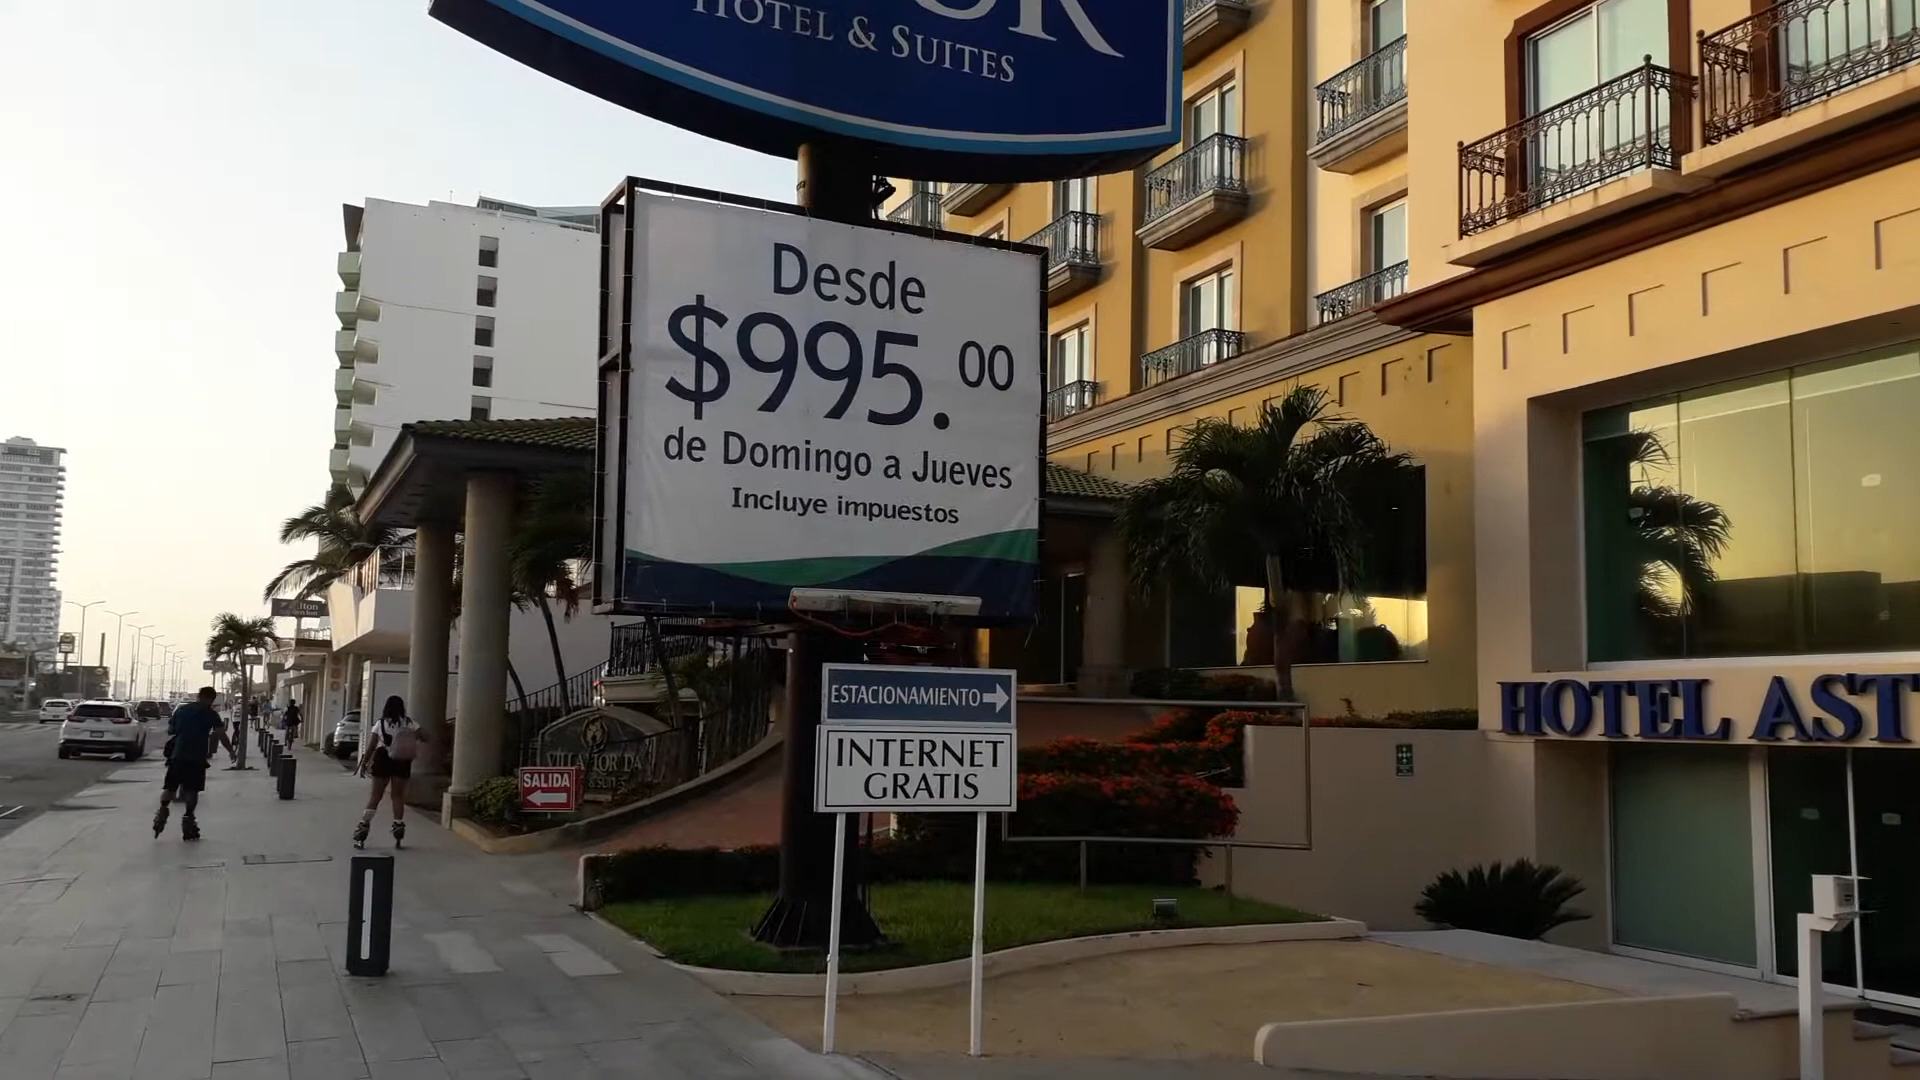 HOTEL & SUITES
Desde
$995.00
de Domingo a Jueves
Incluye impuestos
ESTACIONAMIENTO
INTERNET
GRATIS
SALIDA
HOTEL AST